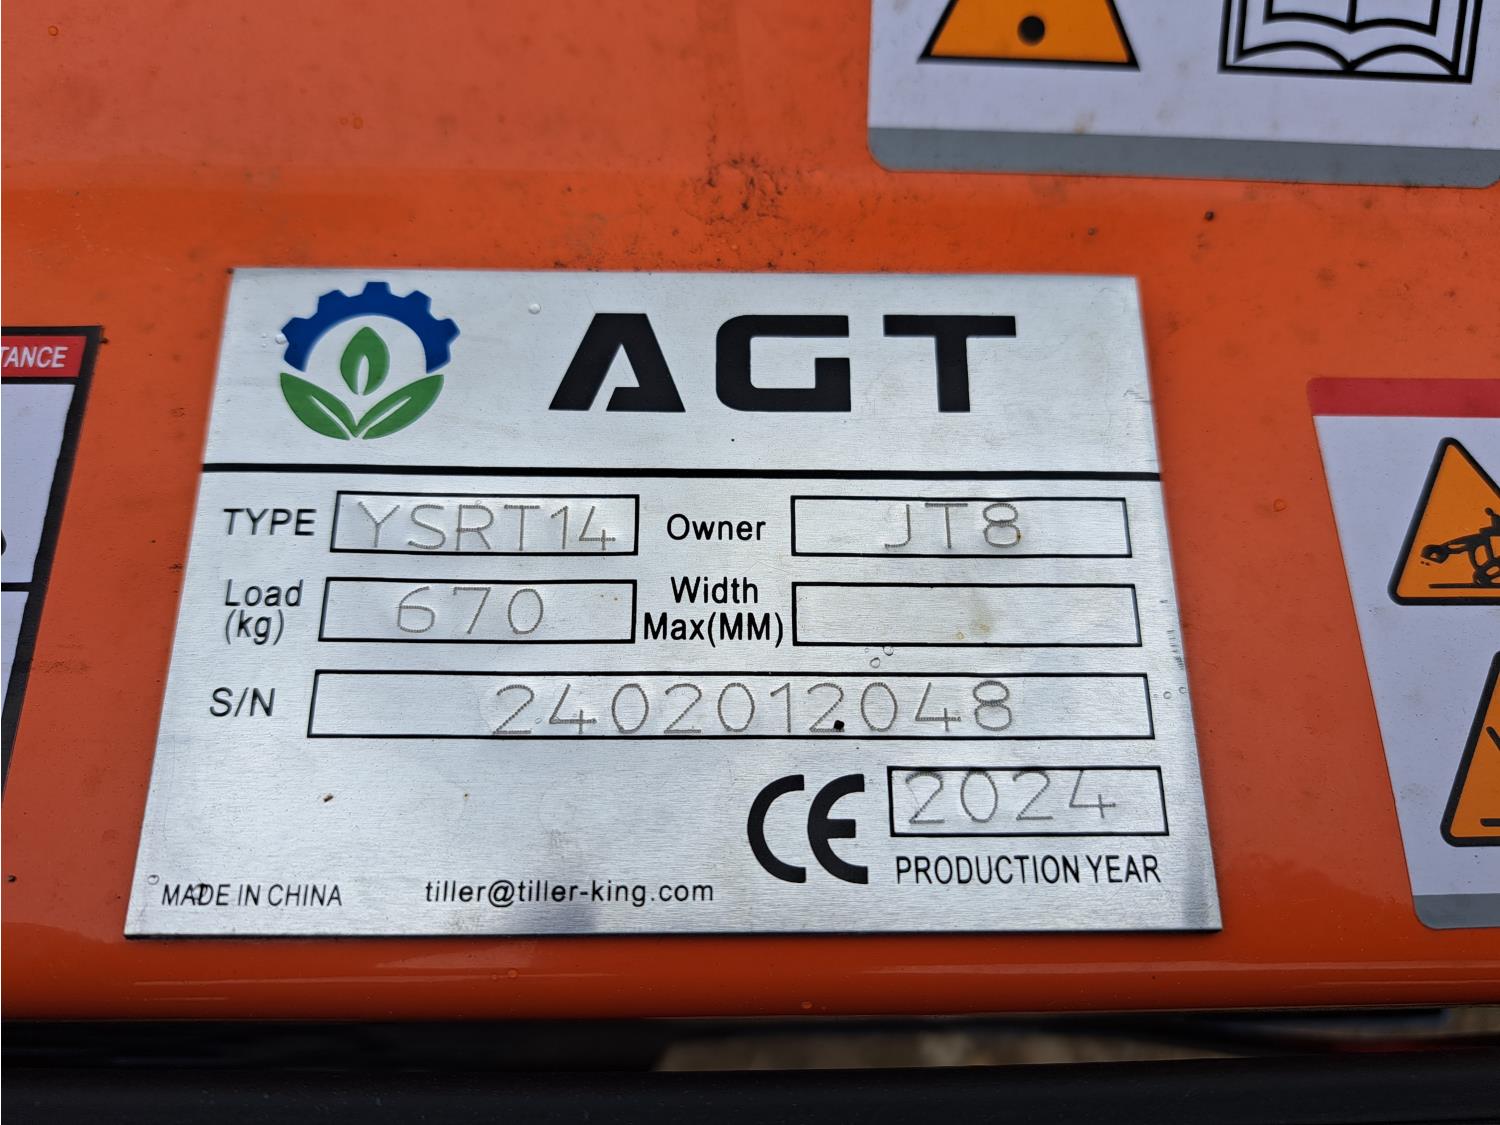 AGT
TYPE YSRT14 Owner JT8
Load (kg) 670 Width Max(MM)
S/N 2402012048
CE 2024
PRODUCTION YEAR
MADE IN CHINA tiller@tiller-king.com